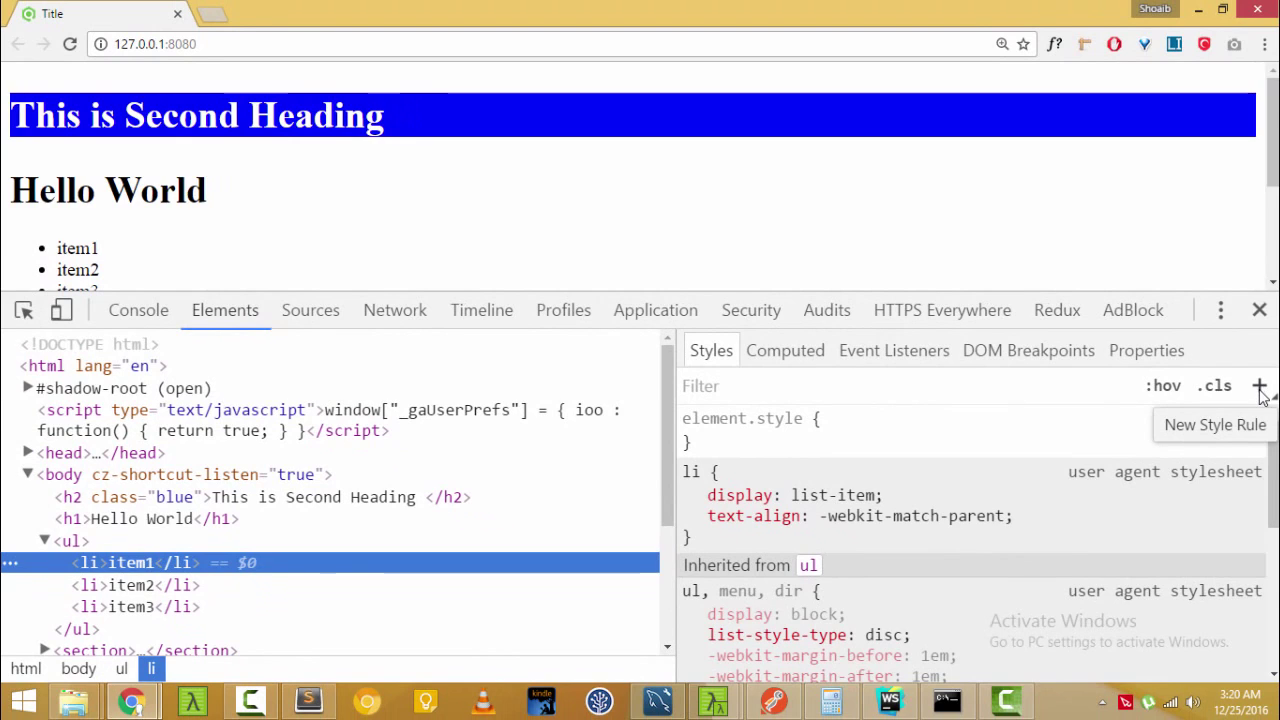 Title
Shoaib
127.0.0.1:8080
f?
LI
This is Second Heading
Hello World
item1
item2
Console Elements Sources Network Timeline Profiles Application Security Audits HTTPS Everywhere Redux AdBlock
<!DOCTYPE html>
<html lang="en">
#shadow-root (open)
<script type="text/javascript">window["_gaUserPrefs"] = { ioo :
function() { return true; } }</script>
<head>…</head>
<body cz-shortcut-listen="true">
<h2 class="blue">This is Second Heading </h2>
<h1>Hello World</h1>
<ul>
… <li>item1</li> == $0
<li>item2</li>
<li>item3</li>
</ul>
<section>…</section>
html body ul li
Styles Computed Event Listeners DOM Breakpoints Properties
Filter :hov .cls +
New Style Rule
element.style {
}
li { user agent stylesheet
display: list-item;
text-align: -webkit-match-parent;
}
Inherited from ul
ul, menu, dir { user agent stylesheet
display: block;
list-style-type: disc;
-webkit-margin-before: 1em;
-webkit-margin-after: 1em;
Activate Windows
Go to PC settings to activate Windows.
kindle
WS
3:20 AM
12/25/2016